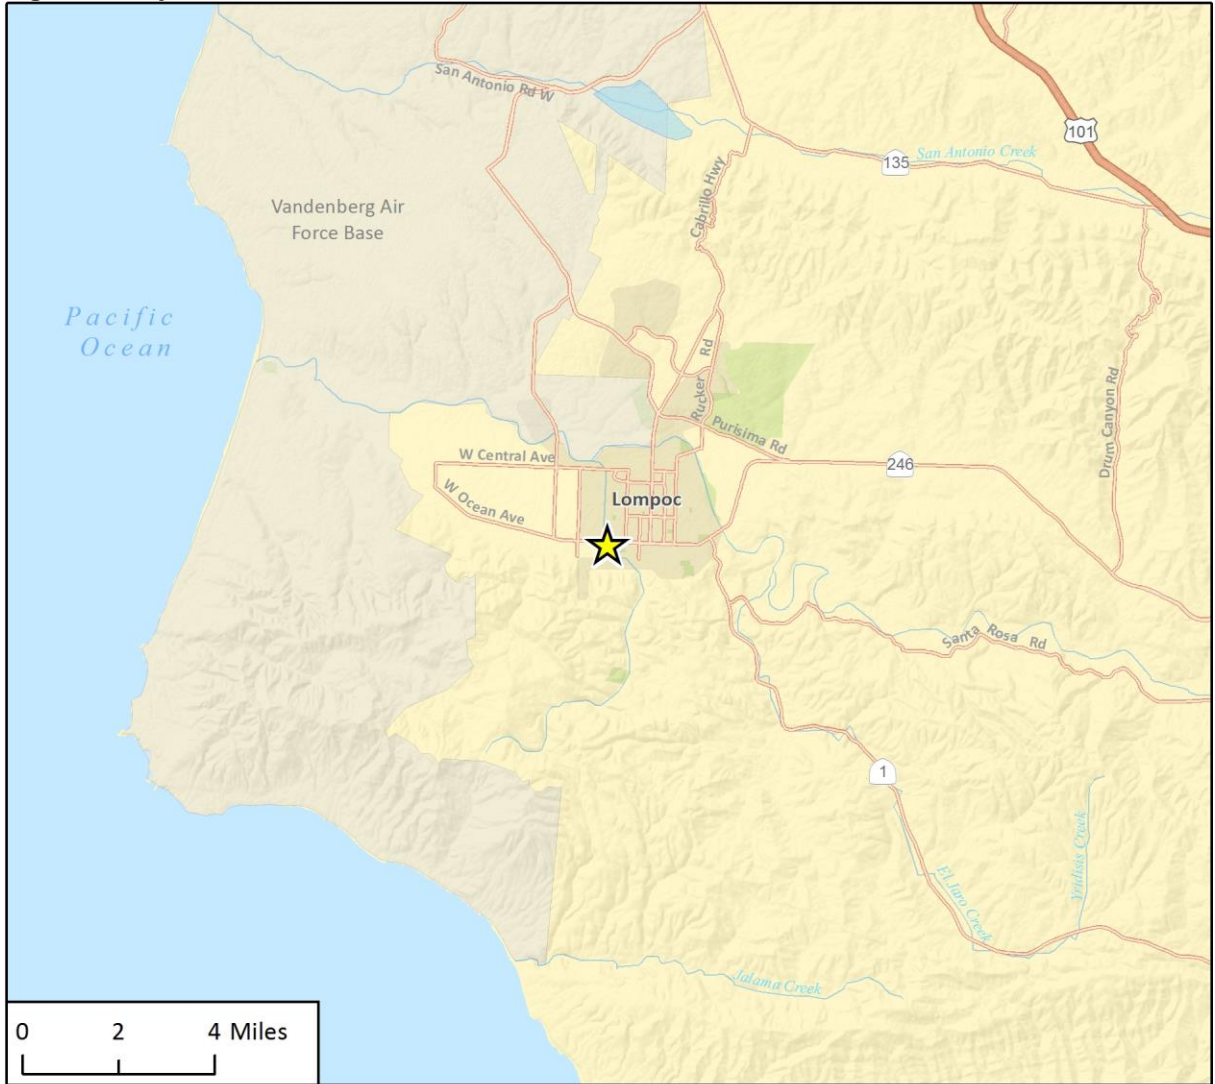 San Antonio Rd W
101
135
San Antonio Creek
Cabrillo Hwy
Vandenberg Air
Force Base
Pacific
Ocean
Rucker Rd
Purisima Rd
Drum Canyon Rd
W Central Ave
246
W Ocean Ave
Lompoc
Santa Rosa Rd
1
El Jaro Creek
Yridisis Creek
Jalama Creek
0 2 4 Miles